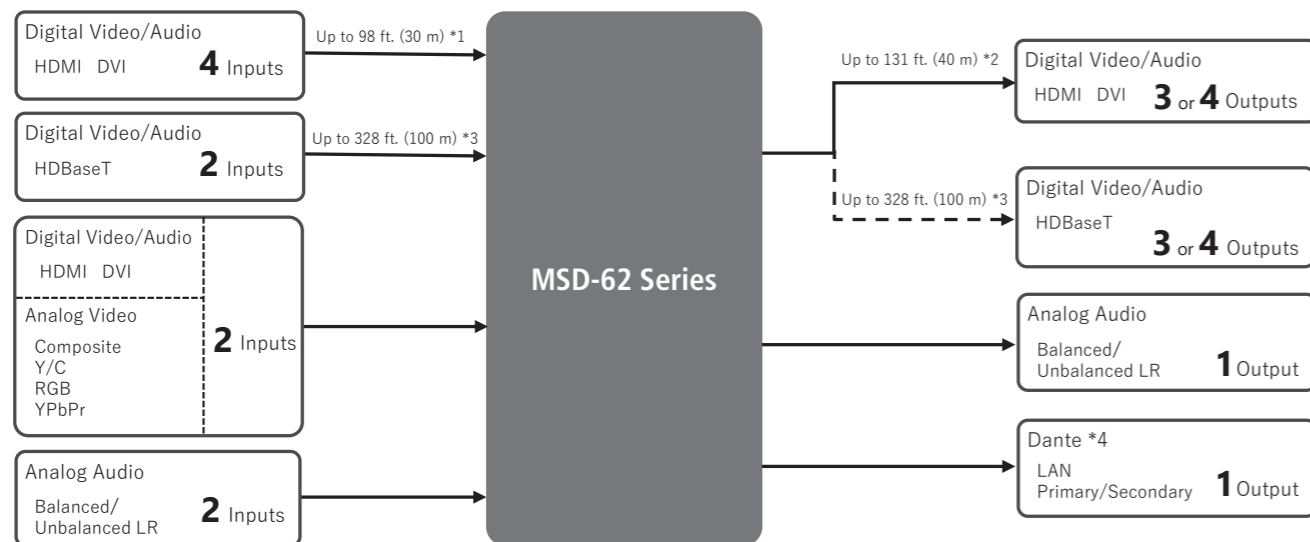 Digital Video/Audio
HDMI DVI
4 Inputs
Up to 98 ft. (30 m) *1
Digital Video/Audio
HDBaseT
2 Inputs
Up to 328 ft. (100 m) *3
Digital Video/Audio
HDMI DVI
Analog Video
Composite
Y/C
RGB
YPbPr
2 Inputs
Analog Audio
Balanced/
Unbalanced LR
2 Inputs
MSD-62 Series
Up to 131 ft. (40 m) *2
Digital Video/Audio
HDMI DVI
3 or 4 Outputs
Up to 328 ft. (100 m) *3
Digital Video/Audio
HDBaseT
3 or 4 Outputs
Analog Audio
Balanced/
Unbalanced LR
1 Output
Dante *4
LAN
Primary/Secondary
1 Output